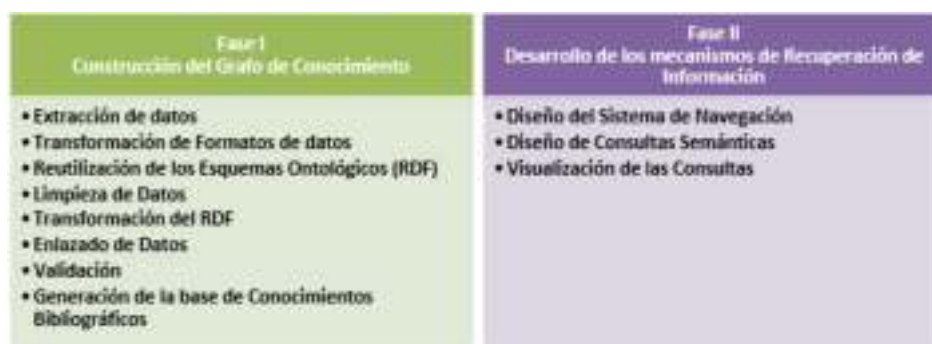 Fase I
Construcción del Grafo de Conocimiento
• Extracción de datos
• Transformación de Formatos de datos
• Reutilización de los Esquemas Ontológicos (RDF)
• Limpieza de Datos
• Transformación del RDF
• Enlazado de Datos
• Validación
• Generación de la base de Conocimientos
Bibliográficos
Fase II
Desarrollo de los mecanismos de Recuperación de
Información
• Diseño del Sistema de Navegación
• Diseño de Consultas Semánticas
• Visualización de las Consultas